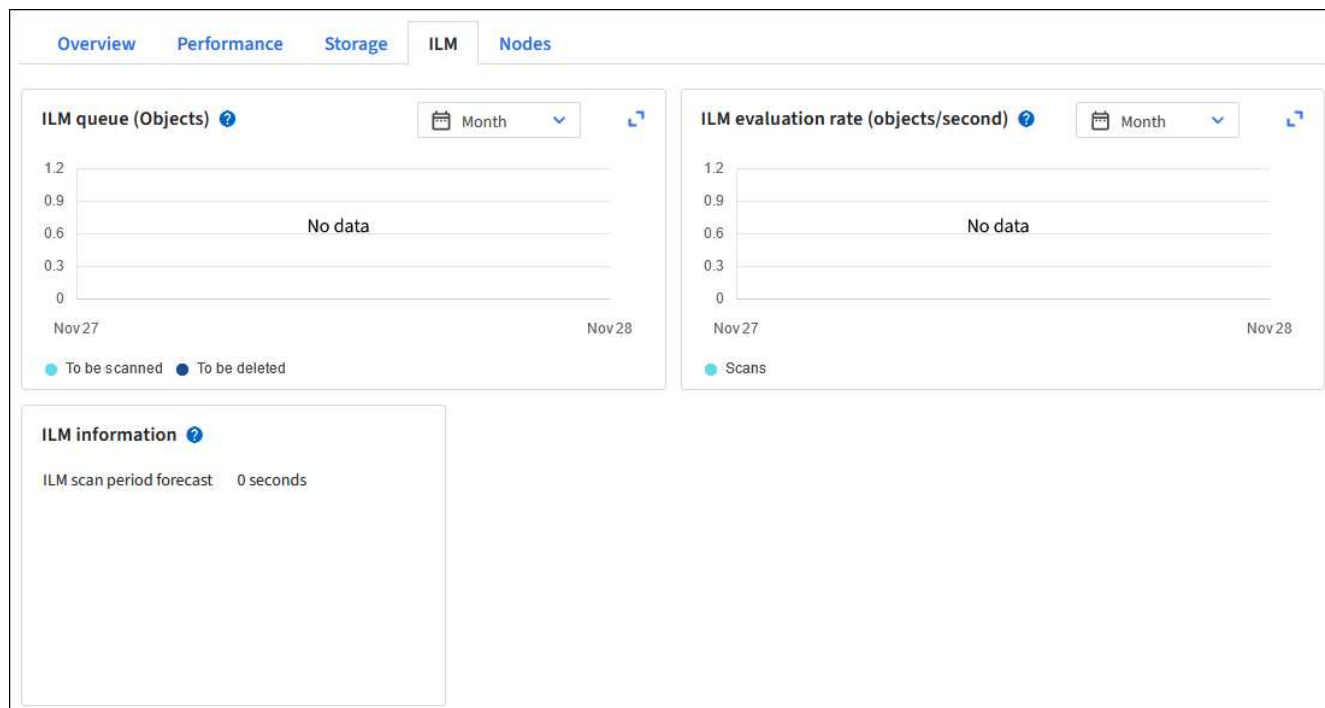 Overview Performance Storage ILM Nodes
ILM queue (Objects) ? Month
1.2
0.9
0.6
0.3
0
No data
Nov 27 Nov 28
To be scanned To be deleted
ILM evaluation rate (objects/second) ? Month
1.2
0.9
0.6
0.3
0
No data
Nov 27 Nov 28
Scans
ILM information ?
ILM scan period forecast 0 seconds